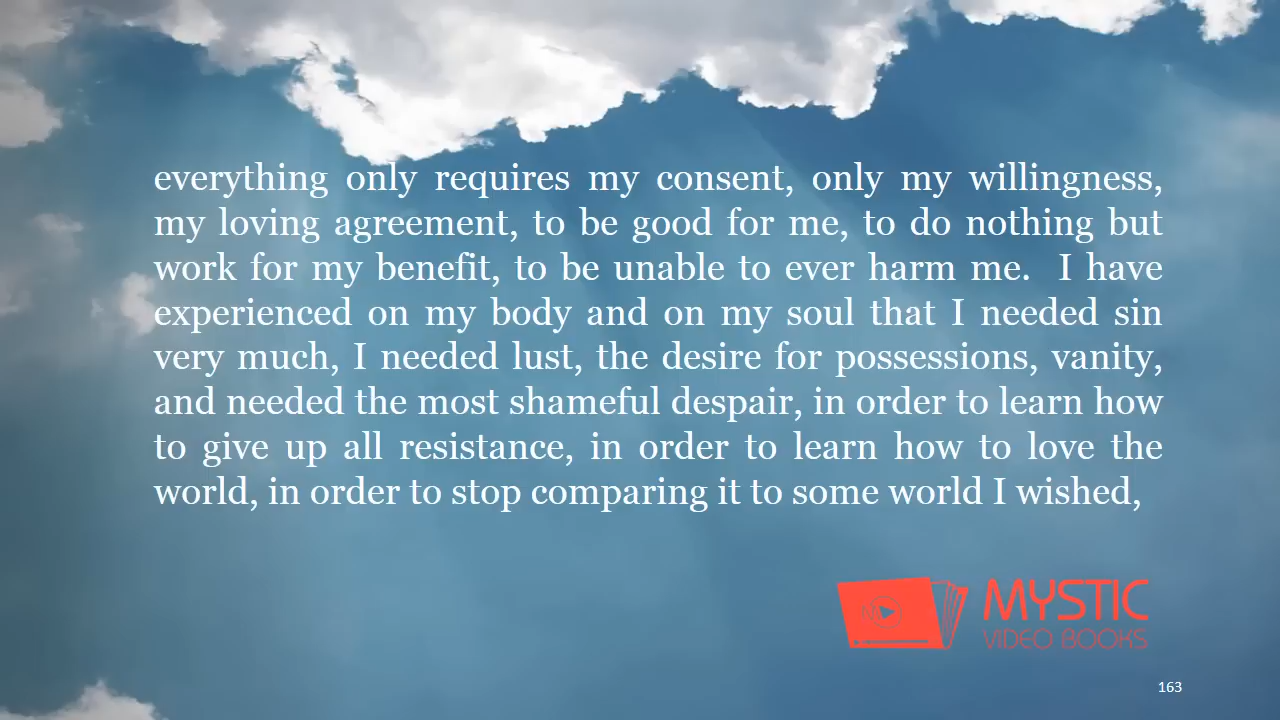 everything only requires my consent, only my willingness,
my loving agreement, to be good for me, to do nothing but
work for my benefit, to be unable to ever harm me.  I have
experienced on my body and on my soul that I needed sin
very much, I needed lust, the desire for possessions, vanity,
and needed the most shameful despair, in order to learn how
to give up all resistance, in order to learn how to love the
world, in order to stop comparing it to some world I wished,
MYSTIC
VIDEO BOOKS
163